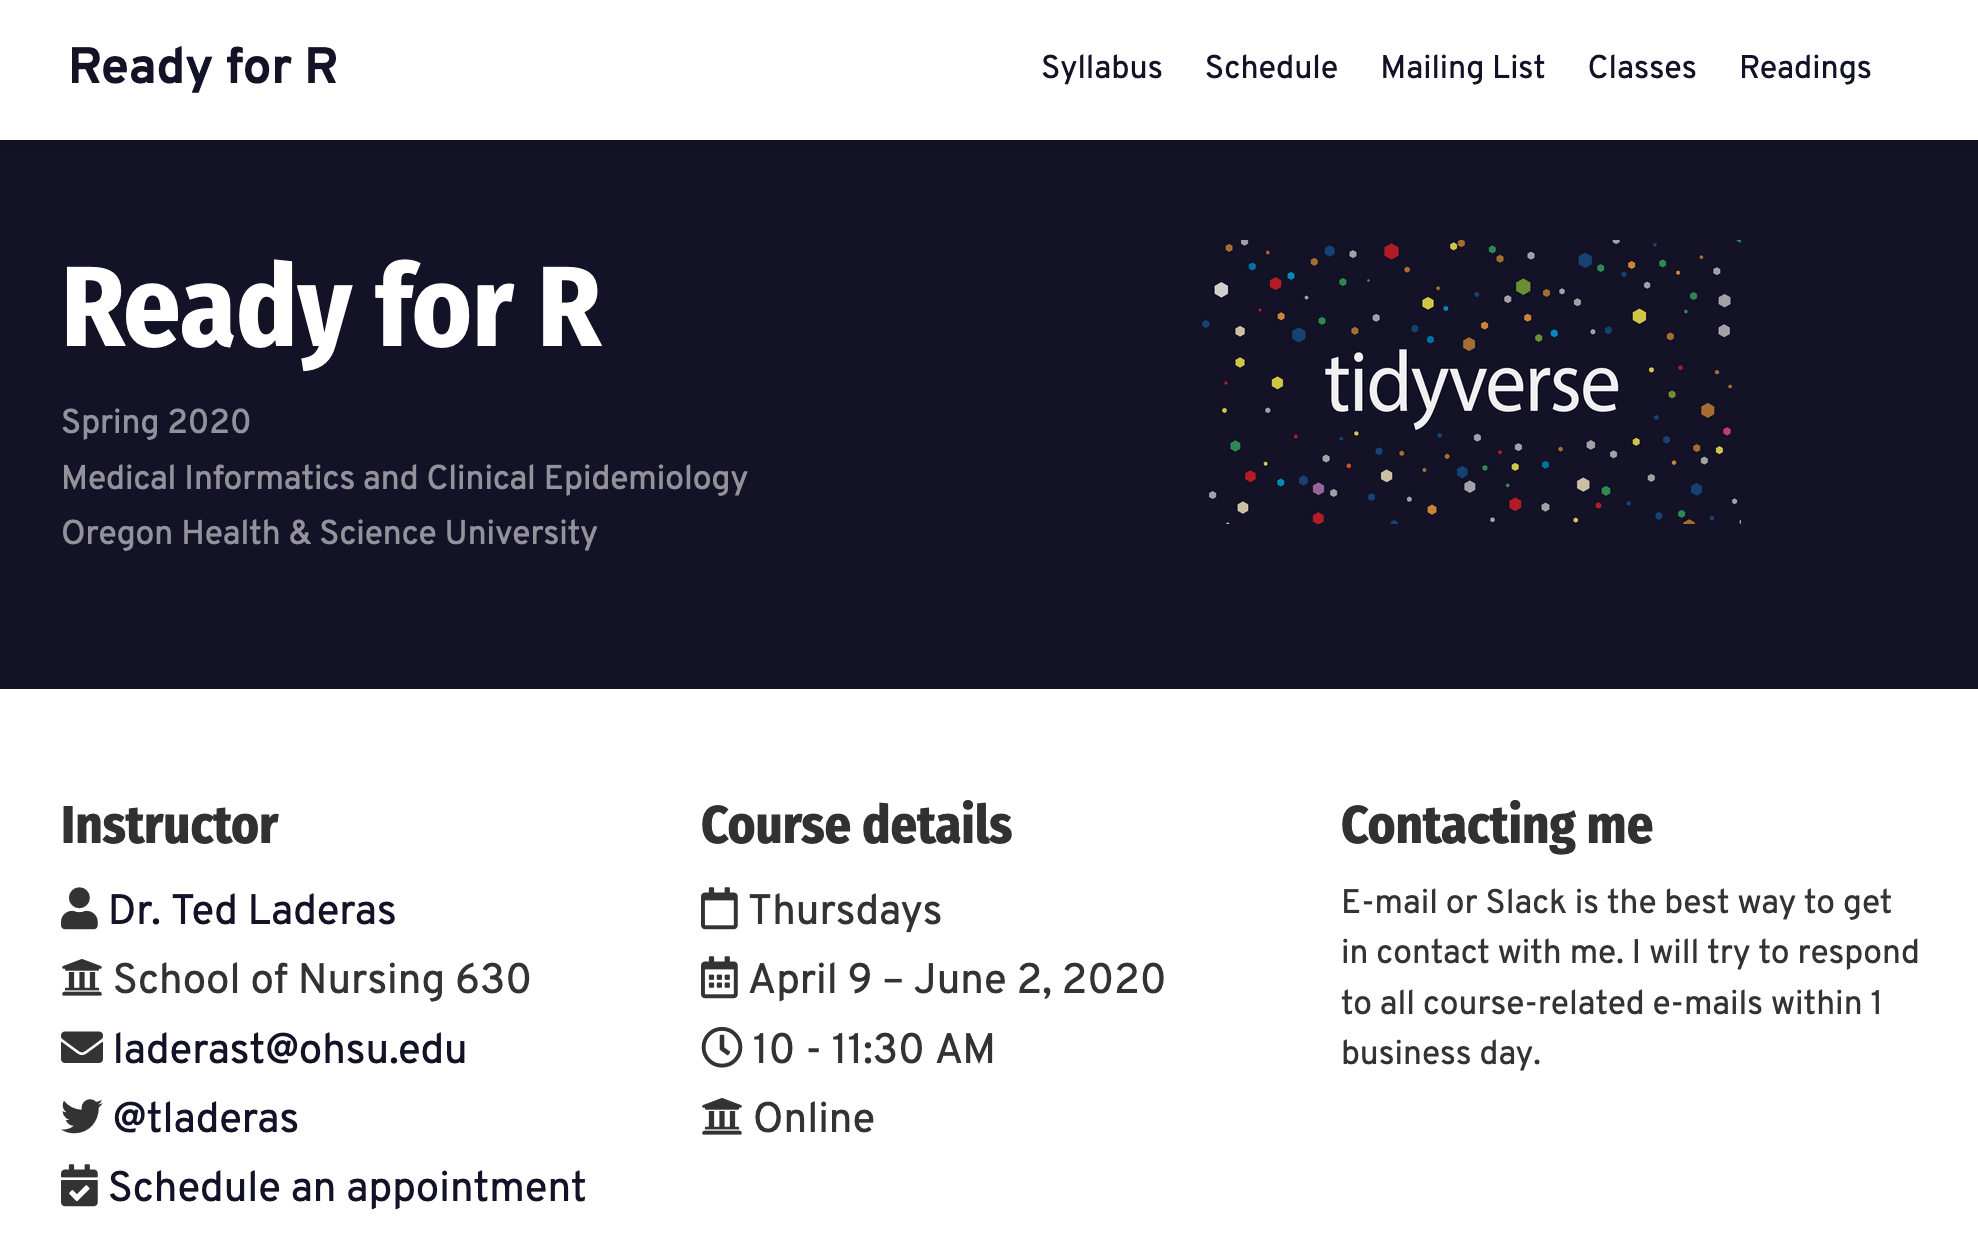 Ready for R
Syllabus Schedule Mailing List Classes Readings
Ready for R
Spring 2020
Medical Informatics and Clinical Epidemiology
Oregon Health & Science University
tidyverse
Instructor
Dr. Ted Laderas
School of Nursing 630
laderast@ohsu.edu
@tladeras
Schedule an appointment
Course details
Thursdays
April 9 – June 2, 2020
10 - 11:30 AM
Online
Contacting me
E-mail or Slack is the best way to get
in contact with me. I will try to respond
to all course-related e-mails within 1
business day.